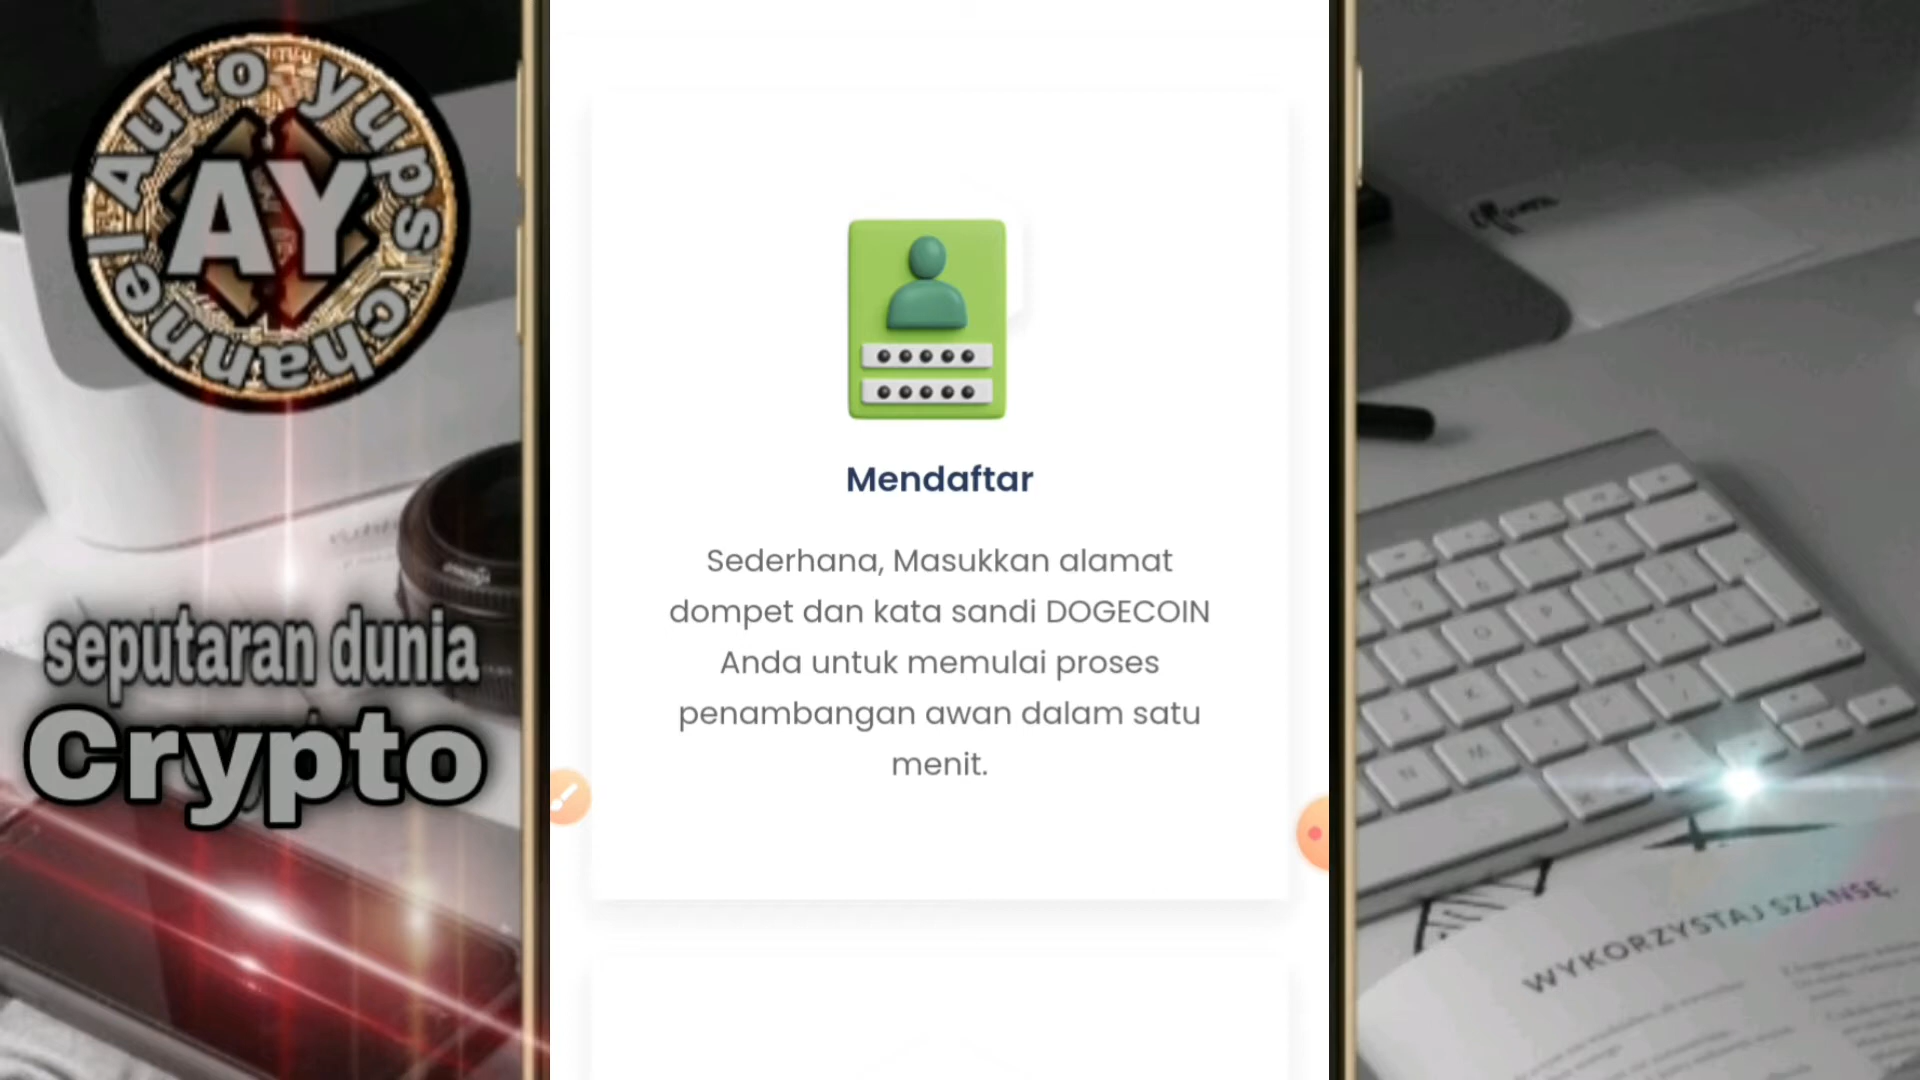 Auto yups channel
AY
seputaran dunia
Crypto
Mendaftar
Sederhana, Masukkan alamat
dompet dan kata sandi DOGECOIN
Anda untuk memulai proses
penambangan awan dalam satu
menit.
WYKORZYSTAJ SZANSĘ.